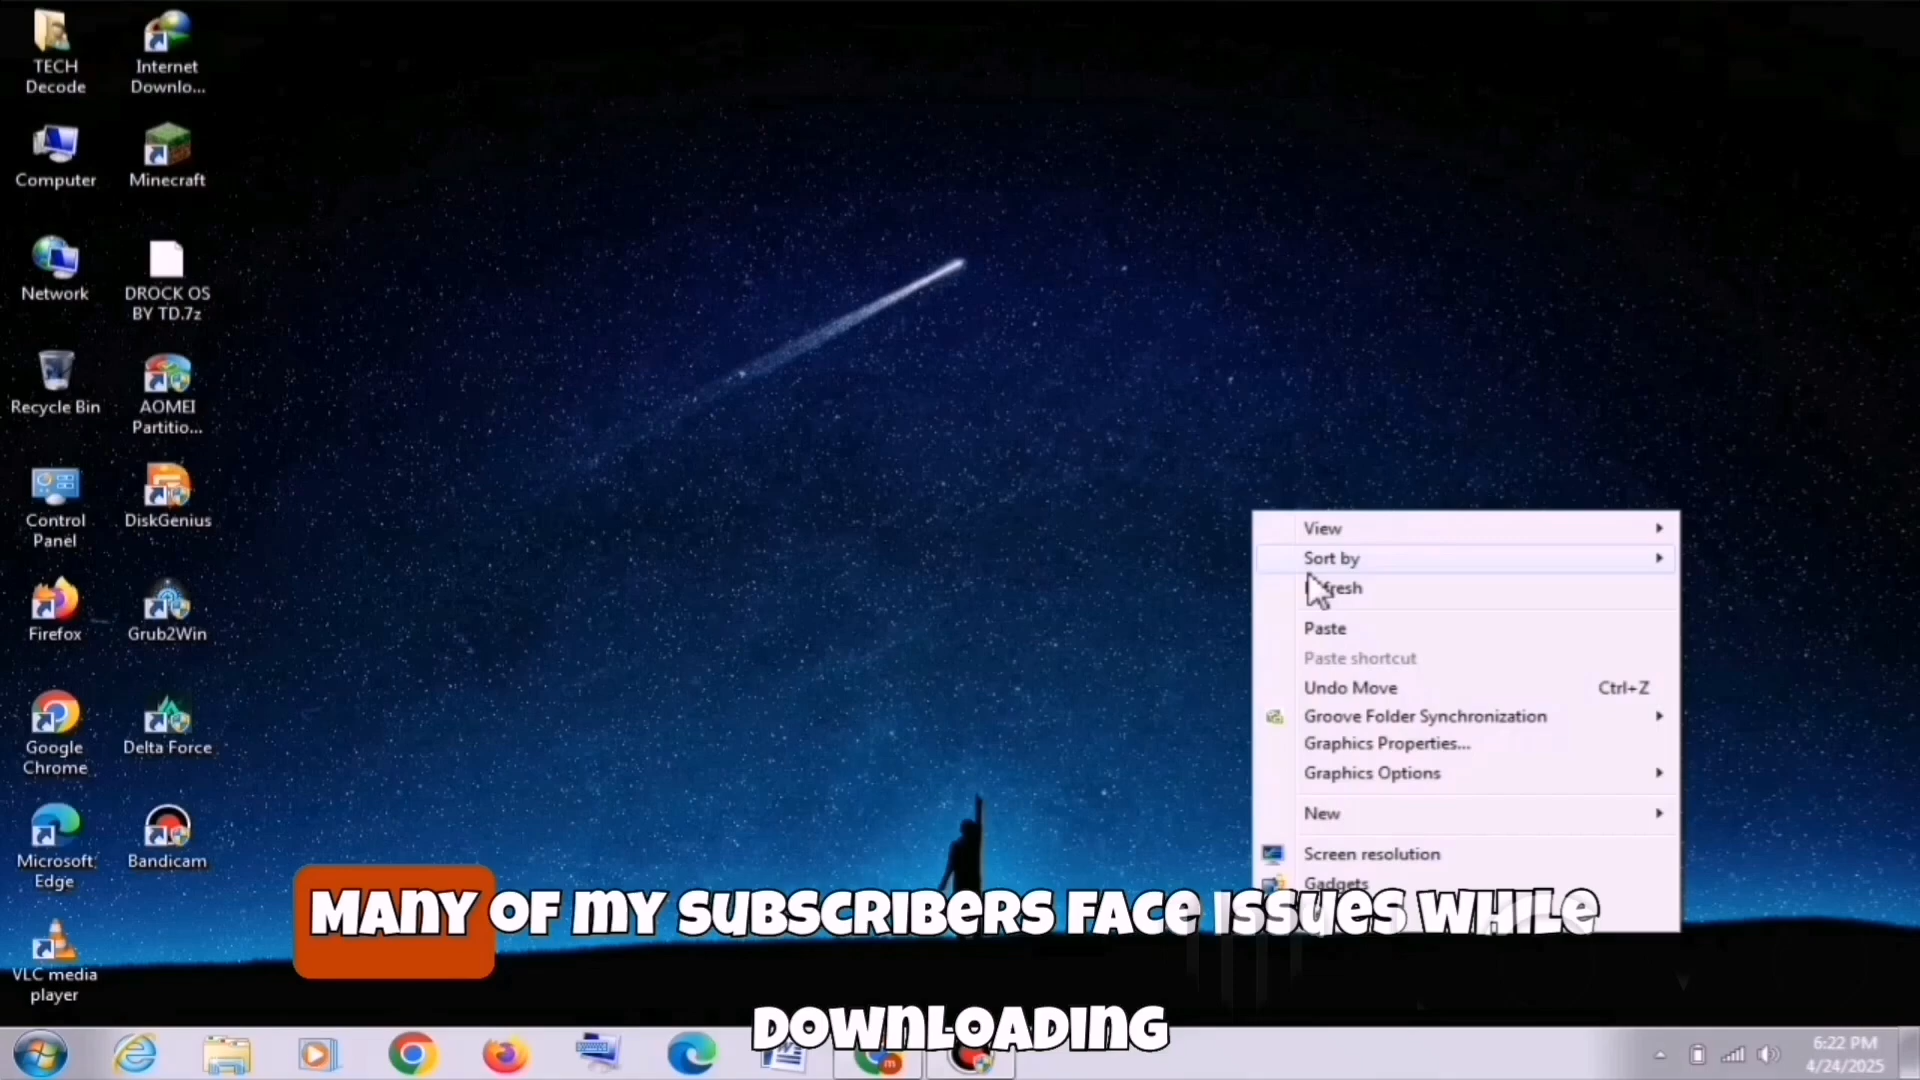 TECH
Decode
Internet
Downlo...
Computer
Minecraft
Network
DROCK OS
BY TD.7z
Recycle Bin
AOMEI
Partitio...
Control
Panel
DiskGenius
Firefox
Grub2Win
Google
Chrome
Delta Force
Microsoft
Edge
Bandicam
VLC media
player
View
Sort by
fresh
Paste
Paste shortcut
Undo Move Ctrl+Z
Groove Folder Synchronization
Graphics Properties...
Graphics Options
New
Screen resolution
Gadgets
MANY OF MY SUBSCRIBERS FACE ISSUES WHILE
DOWNLOADING
6:22 PM
4/24/2025